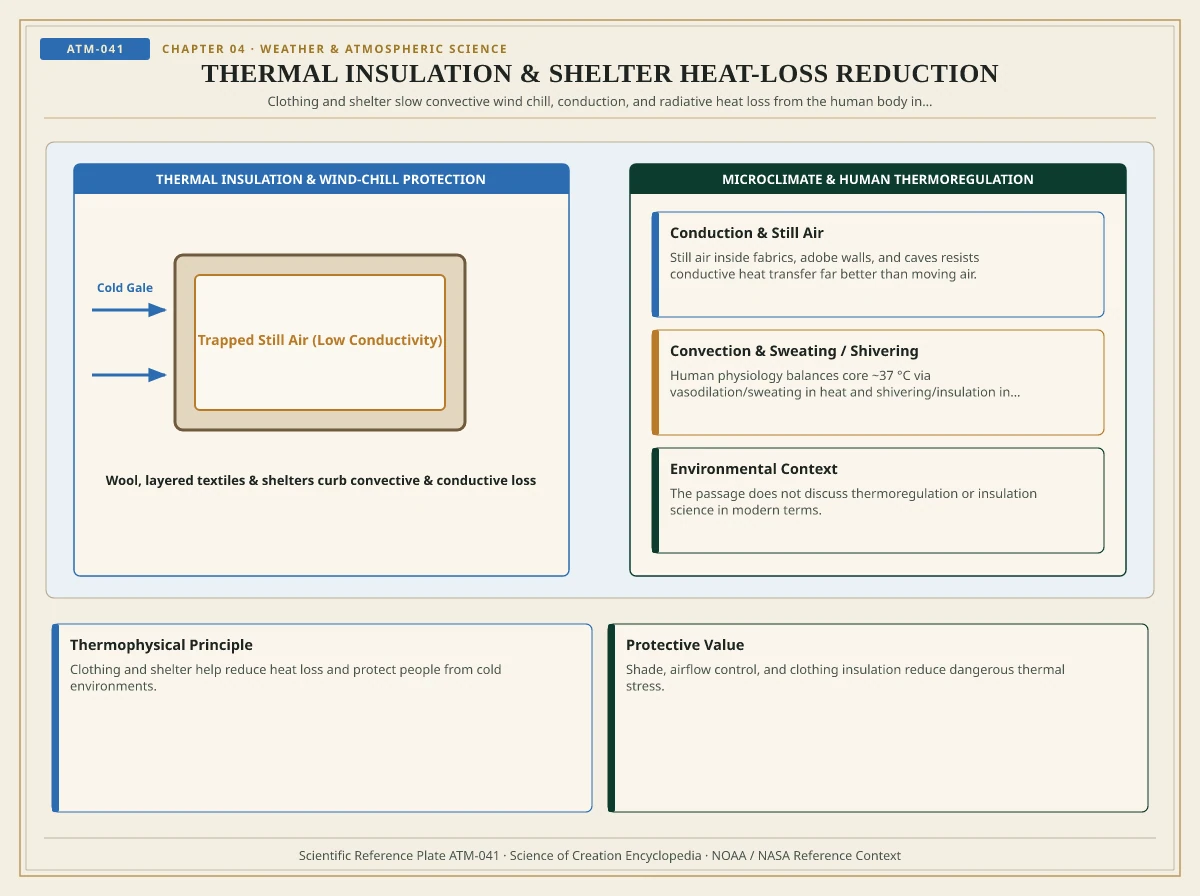 ATM-041
CHAPTER 04 · WEATHER & ATMOSPHERIC SCIENCE
THERMAL INSULATION & SHELTER HEAT-LOSS REDUCTION
Clothing and shelter slow convective wind chill, conduction, and radiative heat loss from the human body in…
THERMAL INSULATION & WIND-CHILL PROTECTION
Cold Gale
Trapped Still Air (Low Conductivity)
Wool, layered textiles & shelters curb convective & conductive loss
MICROCLIMATE & HUMAN THERMOREGULATION
Conduction & Still Air
Still air inside fabrics, adobe walls, and caves resists
conductive heat transfer far better than moving air.
Convection & Sweating / Shivering
Human physiology balances core ~37 °C via
vasodilation/sweating in heat and shivering/insulation in…
Environmental Context
The passage does not discuss thermoregulation or insulation
science in modern terms.
Thermophysical Principle
Clothing and shelter help reduce heat loss and protect people from cold
environments.
Protective Value
Shade, airflow control, and clothing insulation reduce dangerous thermal
stress.
Scientific Reference Plate ATM-041 · Science of Creation Encyclopedia · NOAA / NASA Reference Context